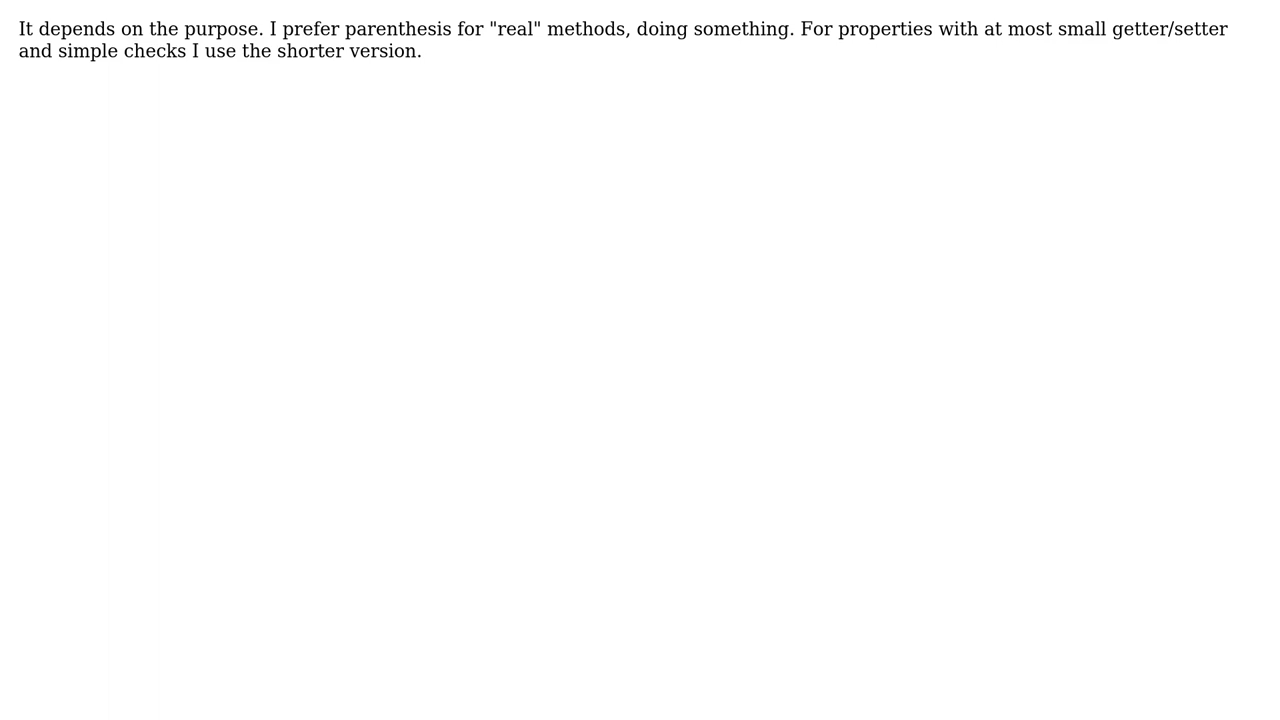 It depends on the purpose. I prefer parenthesis for "real" methods, doing something. For properties with at most small getter/setter
and simple checks I use the shorter version.